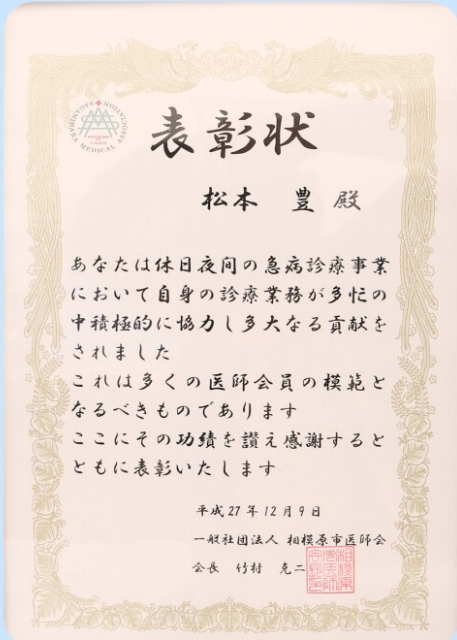 SAGAMIHARA MEDICAL ASSOCIATION
表彰状
松本 豊 殿
あなたは休日夜間の急病診療事業
において自身の診療業務が多忙の
中積極的に協力し多大なる貢献を
されました
これは多くの医師会員の模範と
なるべきものであります
ここにその功績を讃え感謝すると
ともに表彰いたします
平成27年12月9日
一般社団法人 相模原市医師会
会長 竹村 克二